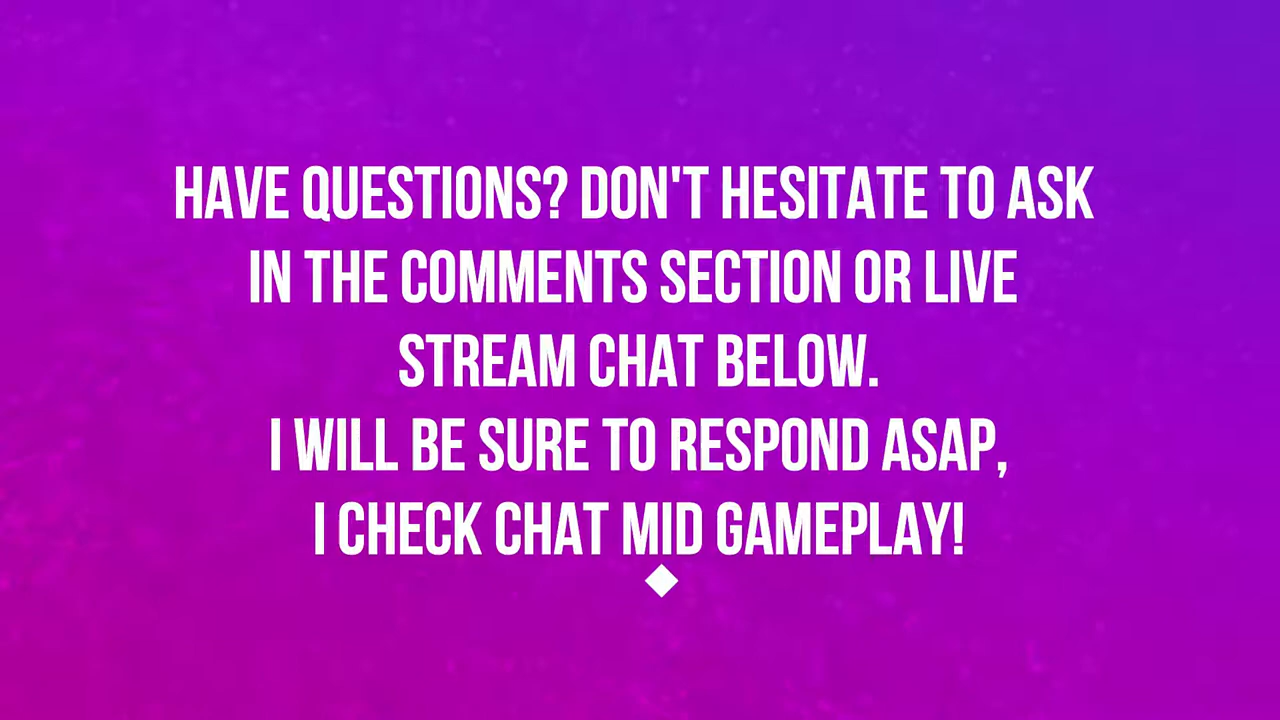 HAVE QUESTIONS? DON'T HESITATE TO ASK
IN THE COMMENTS SECTION OR LIVE
STREAM CHAT BELOW.
I WILL BE SURE TO RESPOND ASAP,
I CHECK CHAT MID GAMEPLAY!